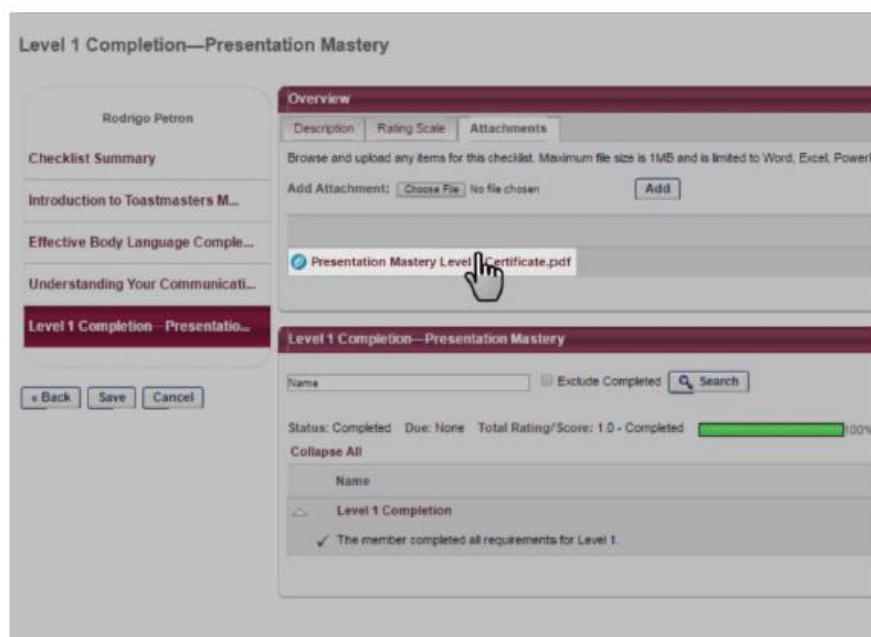 Level 1 Completion—Presentation Mastery
Rodrigo Petron
Checklist Summary
Introduction to Toastmasters M...
Effective Body Language Comple...
Understanding Your Communicati...
Level 1 Completion—Presentatio...
« Back Save Cancel
Overview
Description Rating Scale Attachments
Browse and upload any items for this checklist. Maximum file size is 1MB and is limited to Word, Excel,
Add Attachment: Choose File No file chosen Add
Presentation Mastery Level Certificate.pdf
Level 1 Completion—Presentation Mastery
Name Exclude Completed Search
Status: Completed Due: None Total Rating/Score: 1.0 - Completed 100%
Collapse All
Name
Level 1 Completion
The member completed all requirements for Level 1.